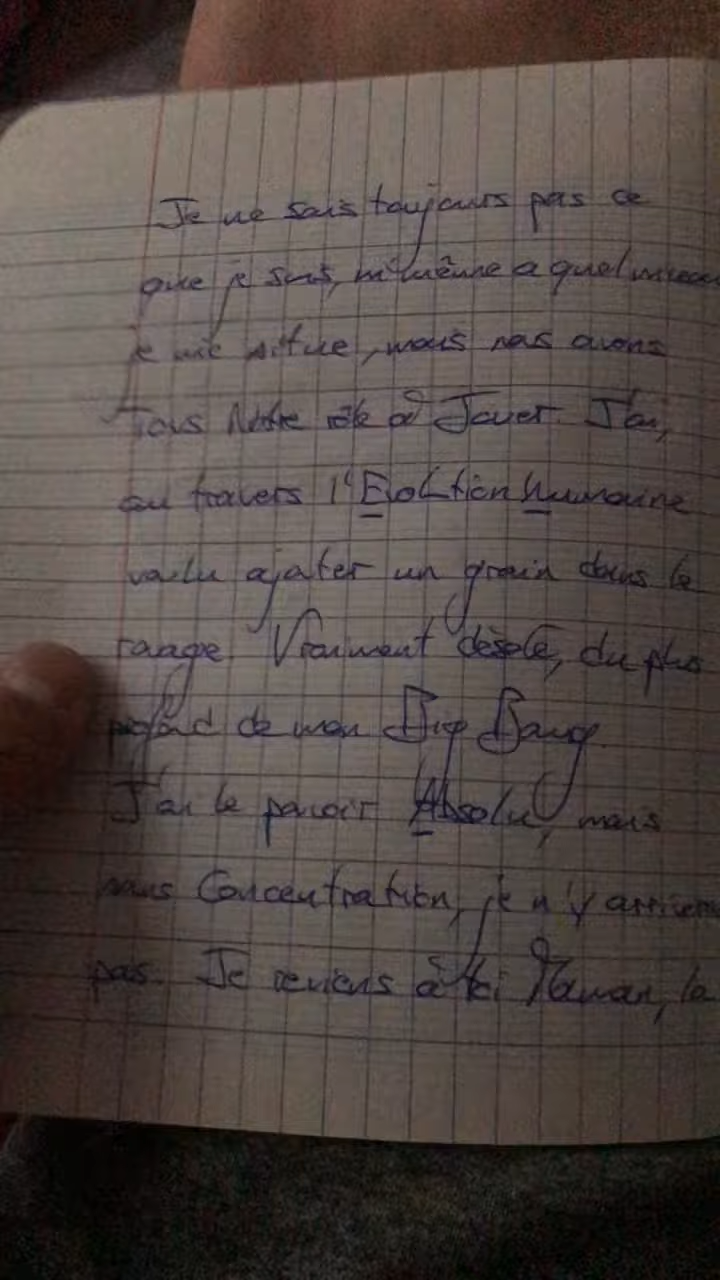 Je ne sais toujours pas ce
que je suis, ni même a quel niveau
je me situe, mais nos avons
Tous Notre rôle à Jouer. J'ai,
au travers l'Evolution humaine
voulu ajouter un grain dans le
rouage. Vraiment désolé, du plus
profond de mon Big Bang.
J'ai le pouvoir Absolu, mais
sans Concentration, je n'y arriverai
pas. Je reviens à toi Maman, la